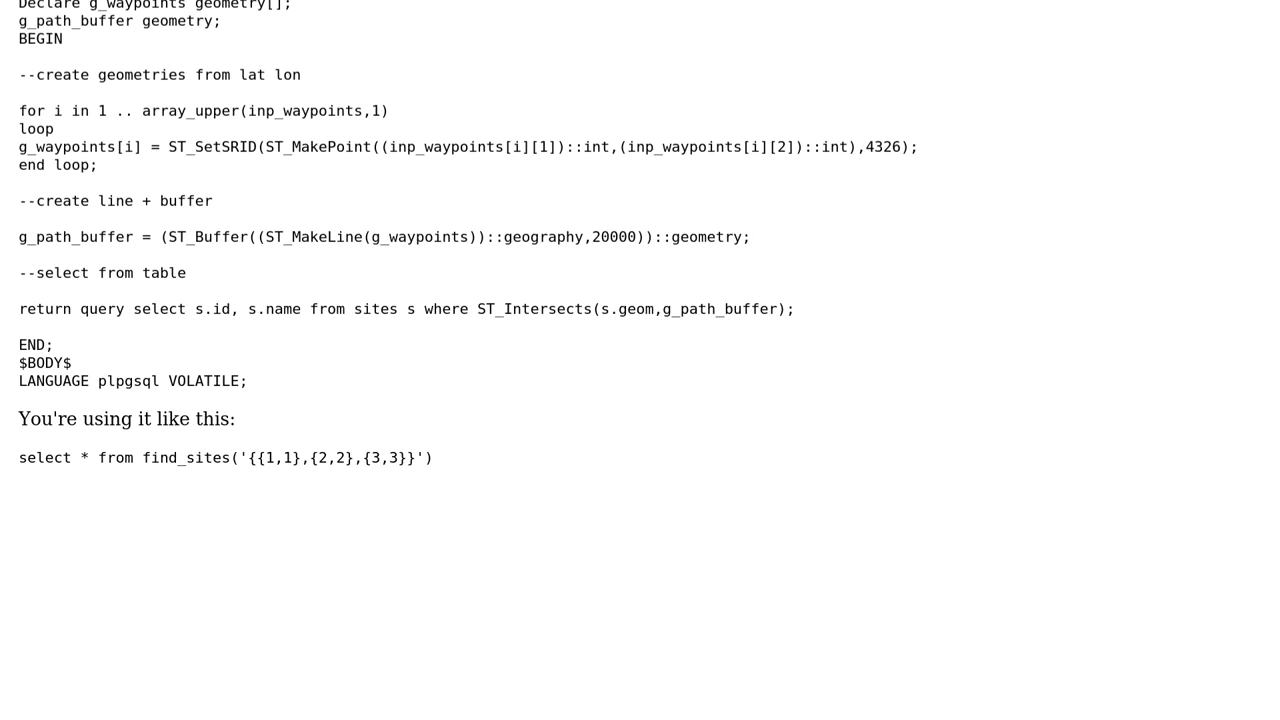 Declare g_waypoints geometry[];
g_path_buffer geometry;
BEGIN
--create geometries from lat lon
for i in 1 .. array_upper(inp_waypoints,1)
loop
g_waypoints[i] = ST_SetSRID(ST_MakePoint((inp_waypoints[i][1])::int,(inp_waypoints[i][2])::int),4326);
end loop;
--create line + buffer
g_path_buffer = (ST_Buffer((ST_MakeLine(g_waypoints))::geography,20000))::geometry;
--select from table
return query select s.id, s.name from sites s where ST_Intersects(s.geom,g_path_buffer);
END;
$BODY$
LANGUAGE plpgsql VOLATILE;
You're using it like this:
select * from find_sites('{{1,1},{2,2},{3,3}}')